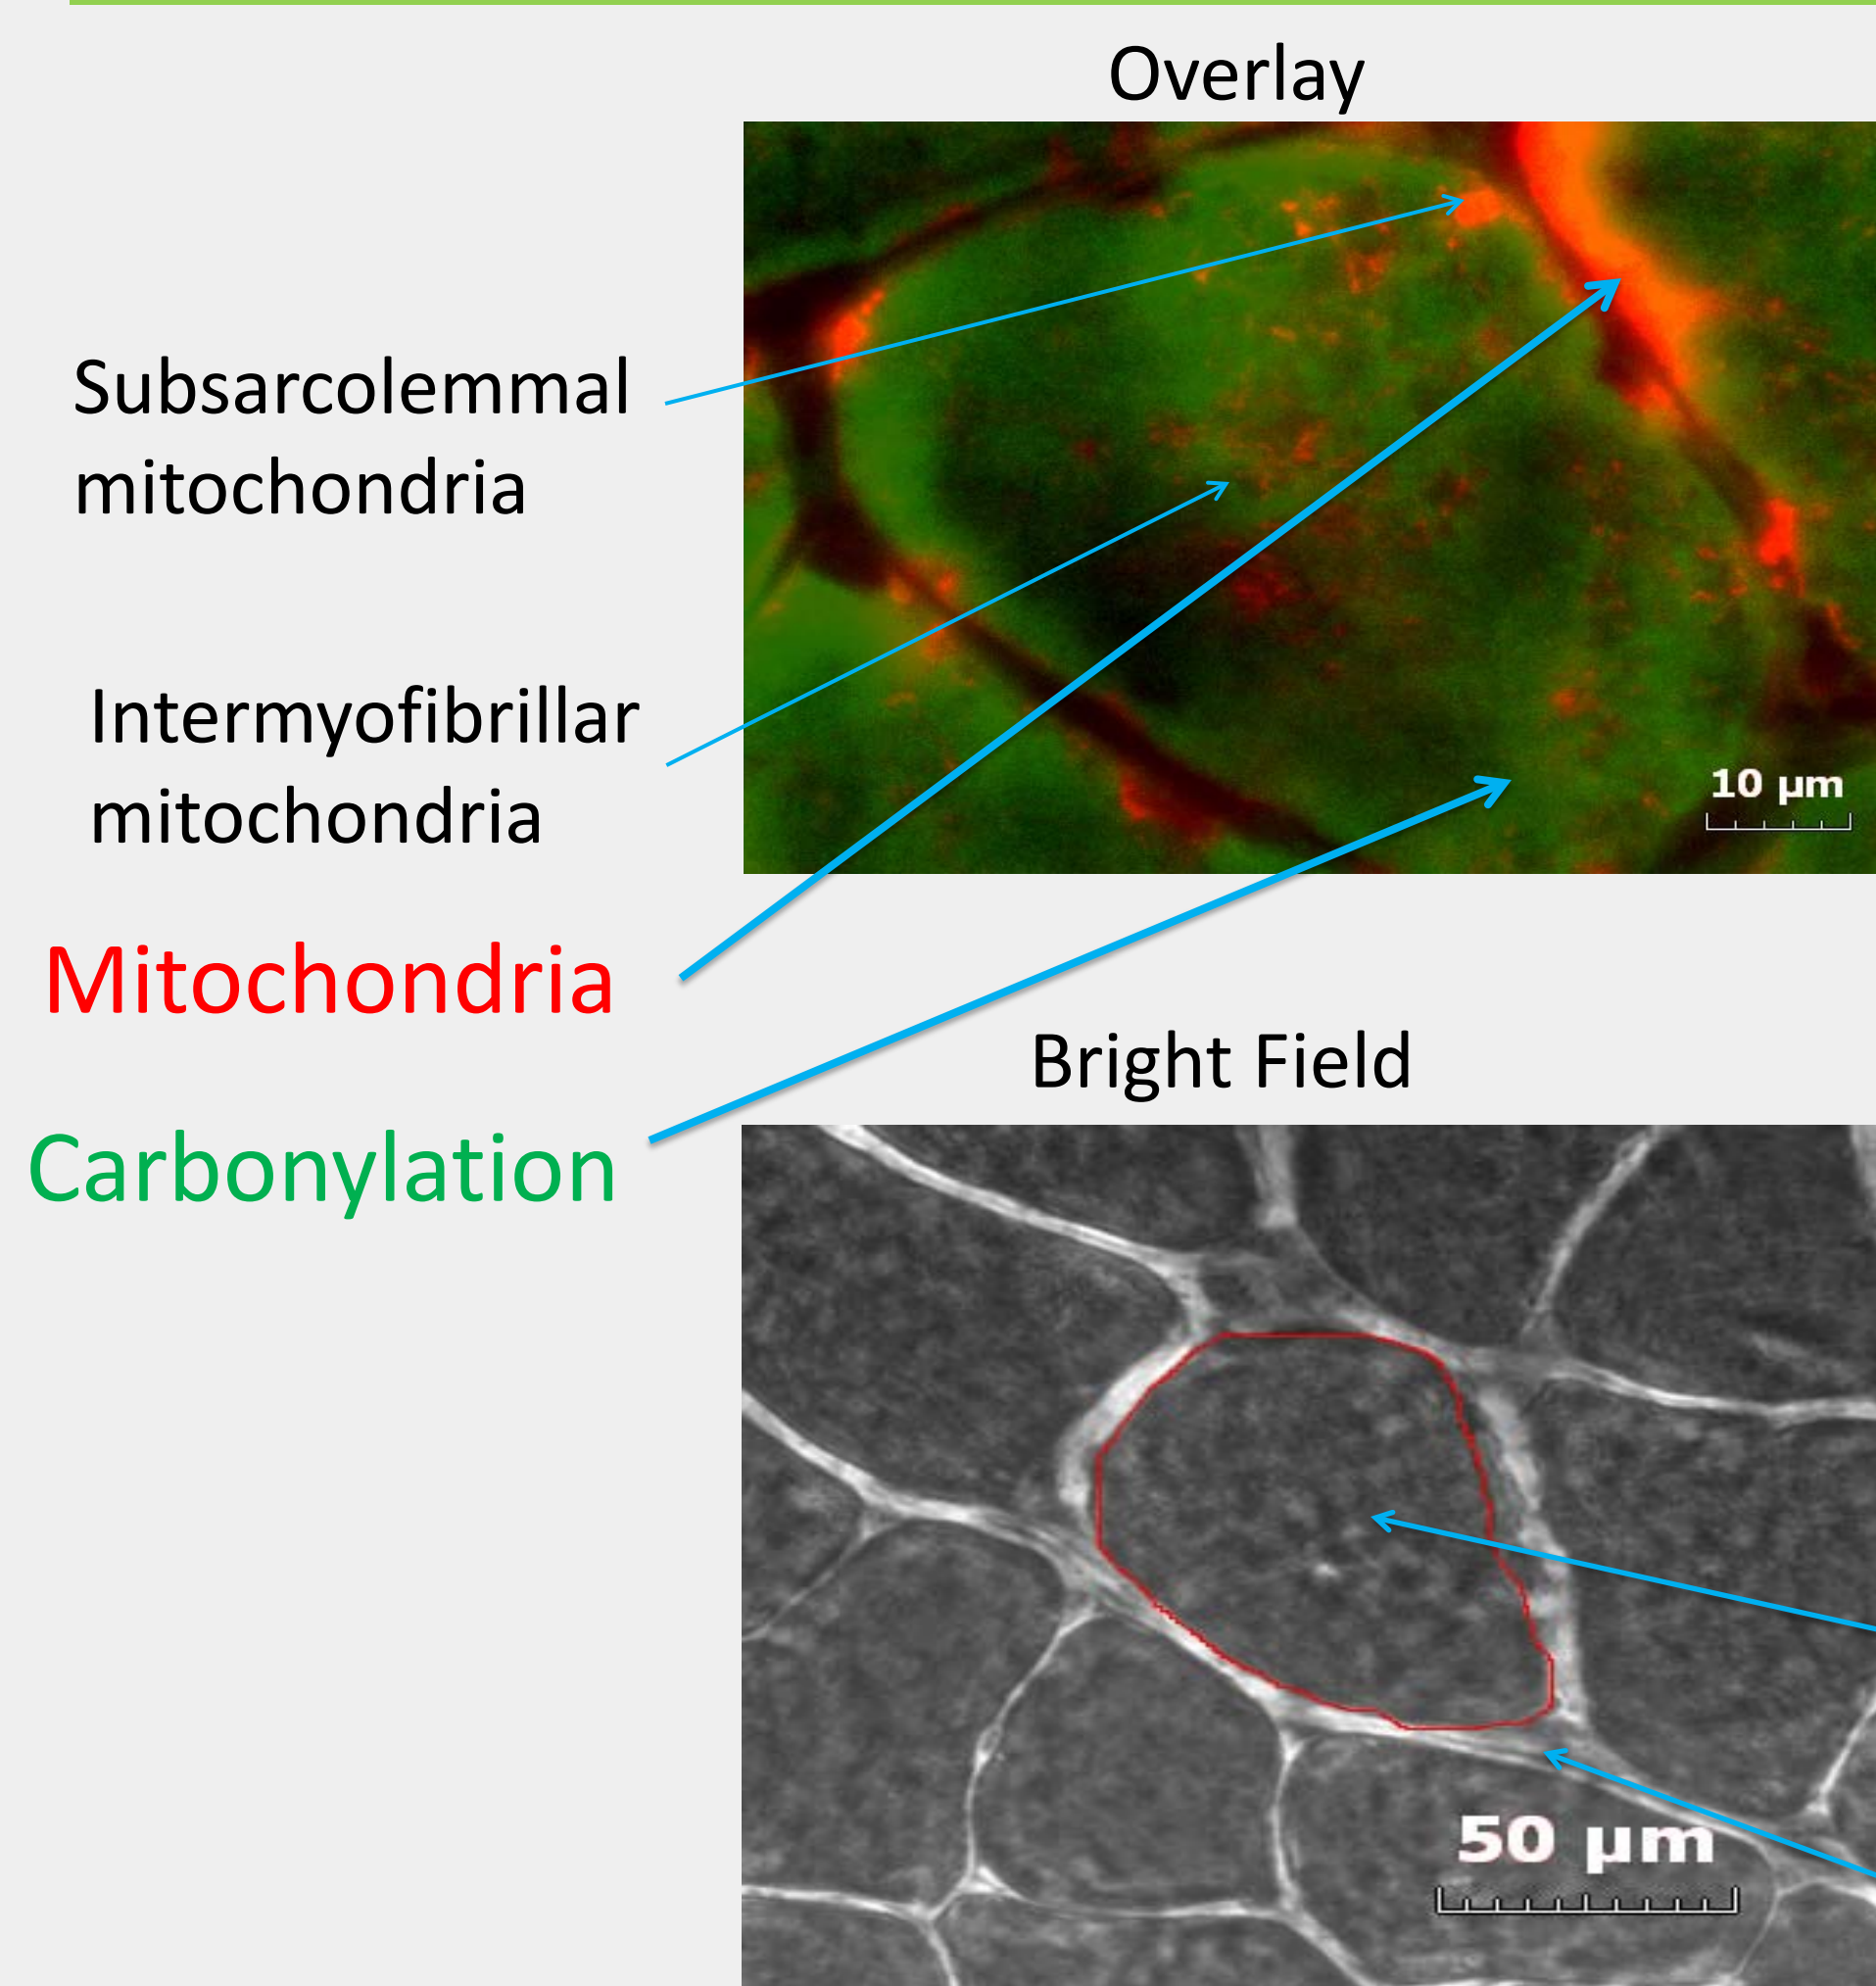 Overlay
Subsarcolemmal
mitochondria
Intermyofibrillar
mitochondria
10 µm
Mitochondria
Bright Field
Carbonylation
50 µm